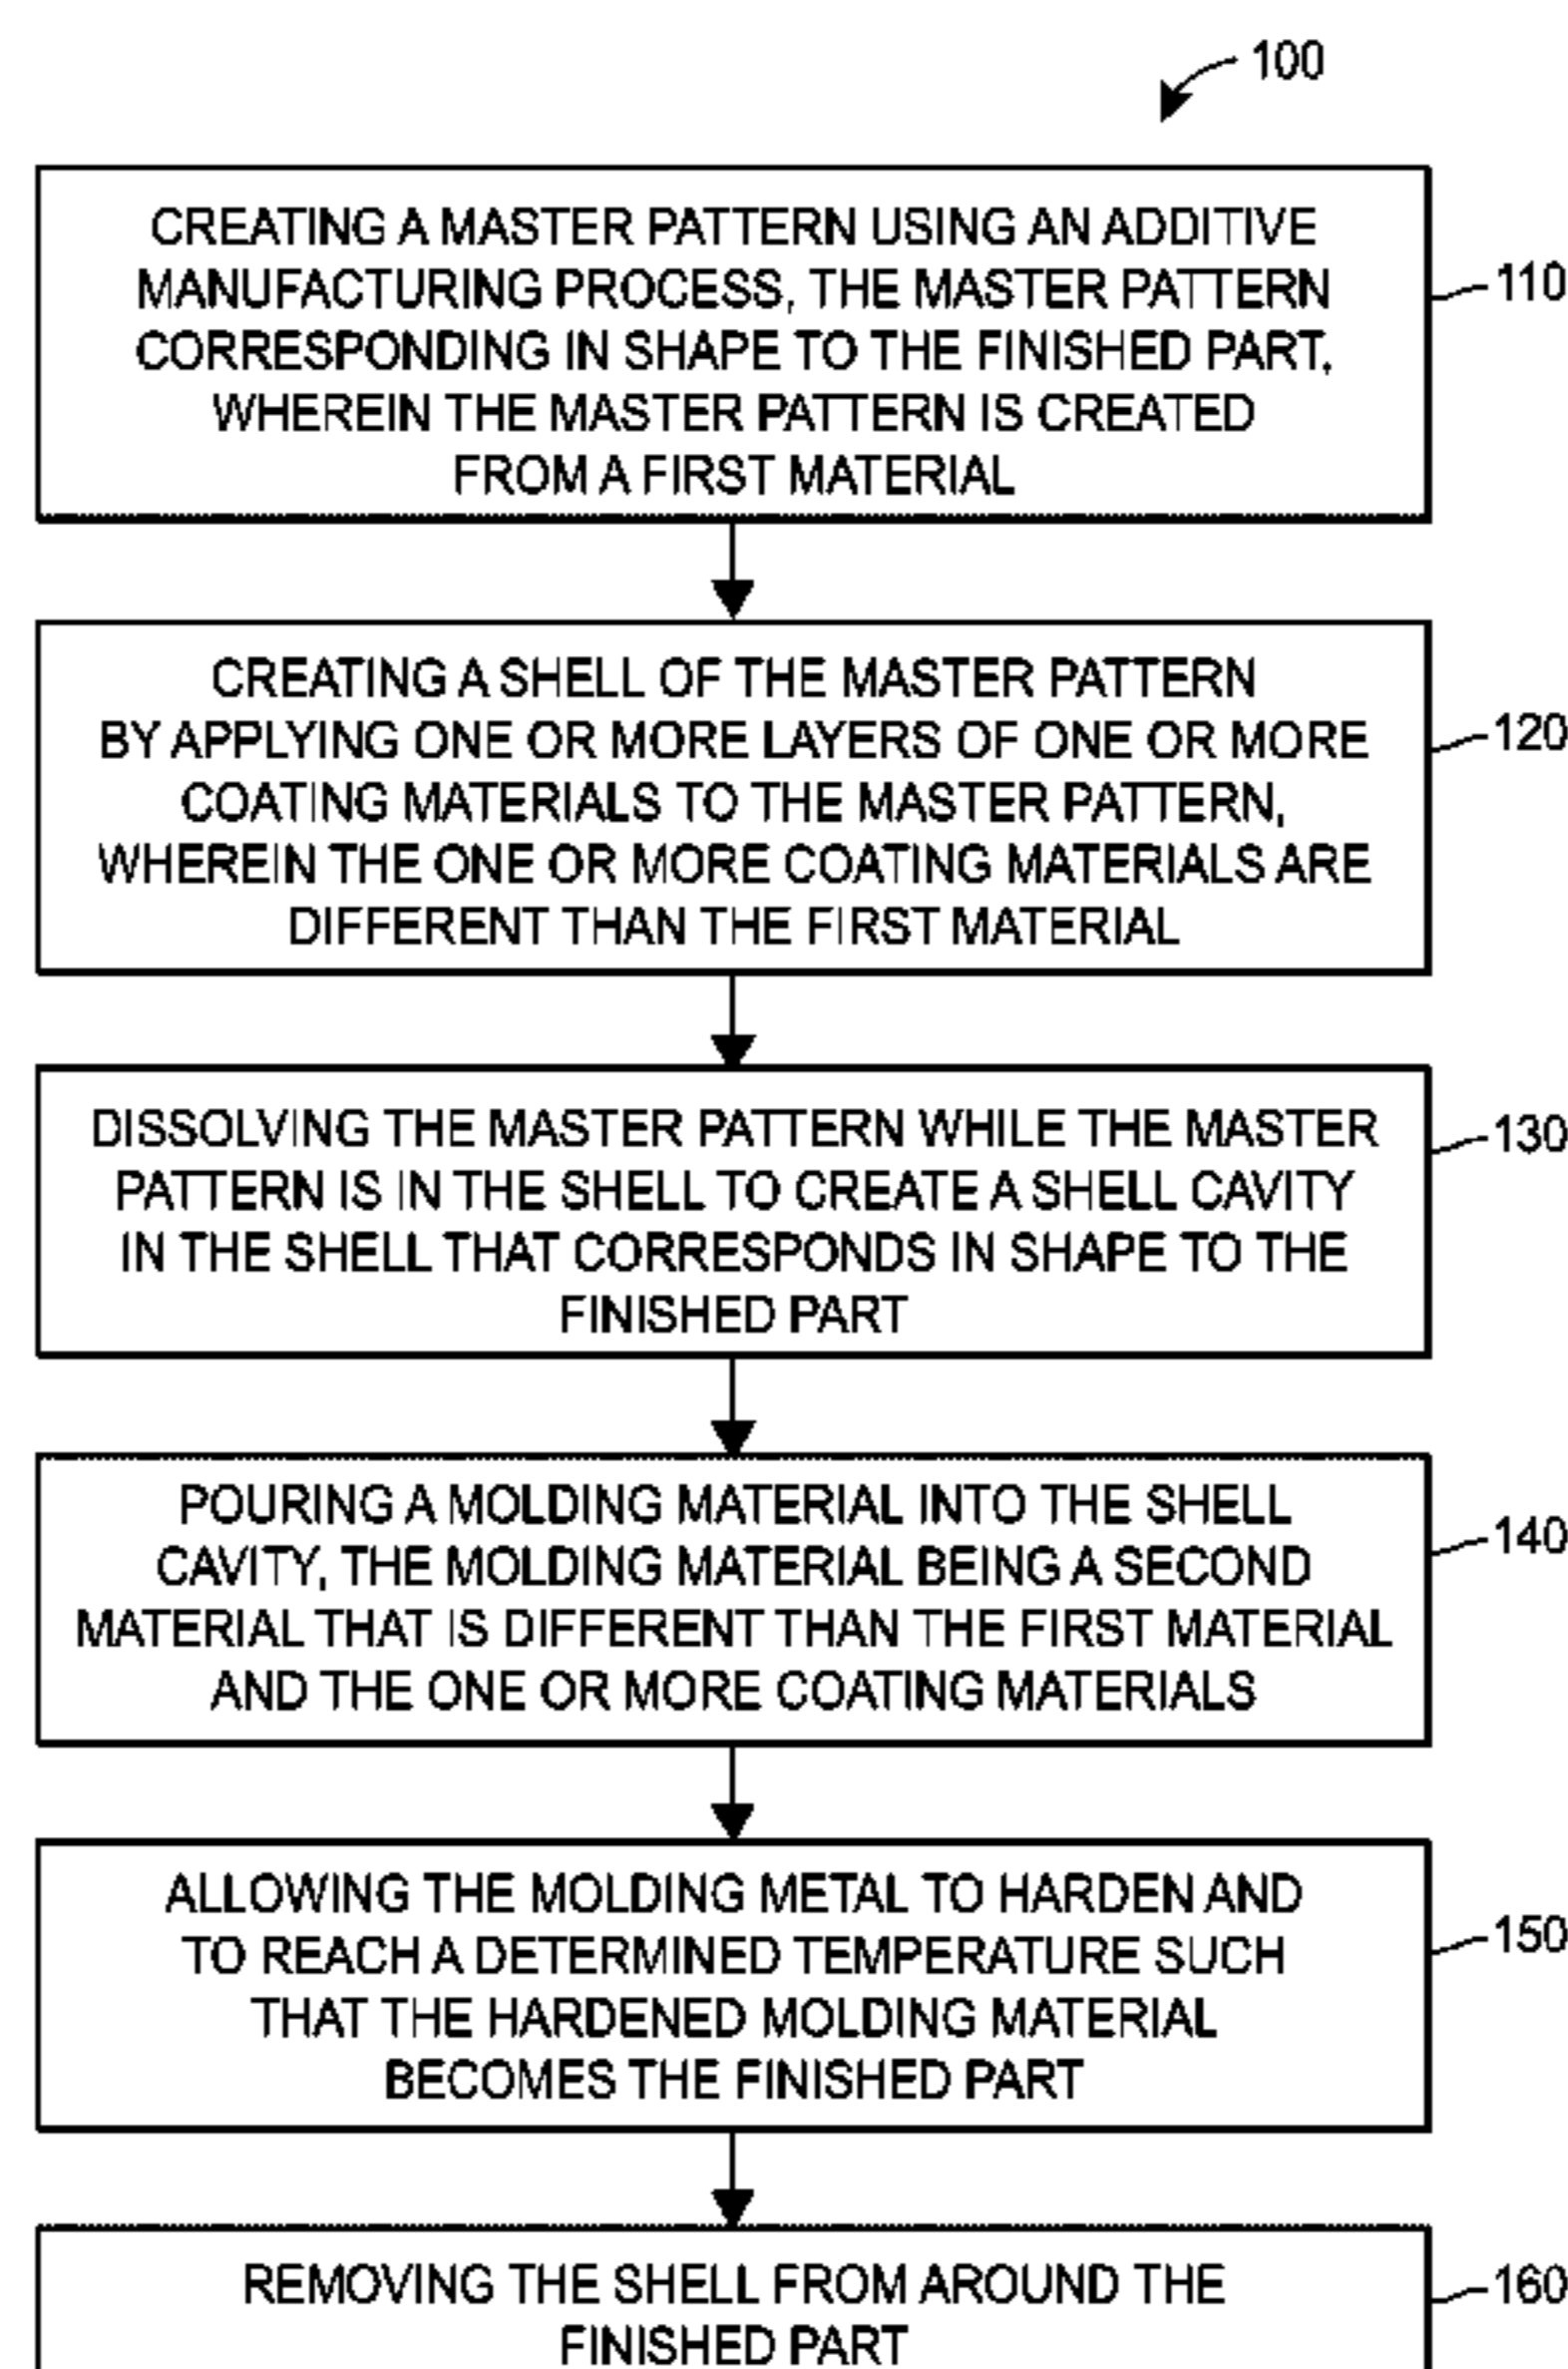 100
CREATING A MASTER PATTERN USING AN ADDITIVE
MANUFACTURING PROCESS, THE MASTER PATTERN
CORRESPONDING IN SHAPE TO THE FINISHED PART,
WHEREIN THE MASTER PATTERN IS CREATED
FROM A FIRST MATERIAL
110
CREATING A SHELL OF THE MASTER PATTERN
BY APPLYING ONE OR MORE LAYERS OF ONE OR MORE
COATING MATERIALS TO THE MASTER PATTERN,
WHEREIN THE ONE OR MORE COATING MATERIALS ARE
DIFFERENT THAN THE FIRST MATERIAL
120
DISSOLVING THE MASTER PATTERN WHILE THE MASTER
PATTERN IS IN THE SHELL TO CREATE A SHELL CAVITY
IN THE SHELL THAT CORRESPONDS IN SHAPE TO THE
FINISHED PART
130
POURING A MOLDING MATERIAL INTO THE SHELL
CAVITY, THE MOLDING MATERIAL BEING A SECOND
MATERIAL THAT IS DIFFERENT THAN THE FIRST MATERIAL
AND THE ONE OR MORE COATING MATERIALS
140
ALLOWING THE MOLDING METAL TO HARDEN AND
TO REACH A DETERMINED TEMPERATURE SUCH
THAT THE HARDENED MOLDING MATERIAL
BECOMES THE FINISHED PART
150
REMOVING THE SHELL FROM AROUND THE
FINISHED PART
160